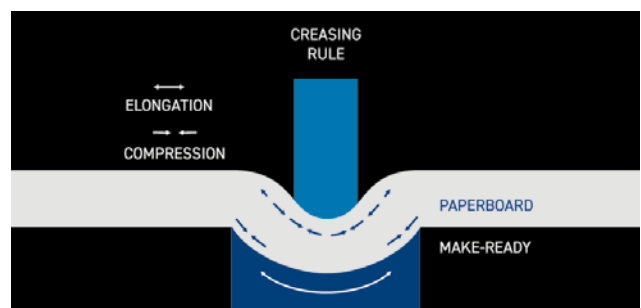 CREASING
RULE
ELONGATION
COMPRESSION
PAPERBOARD
MAKE-READY